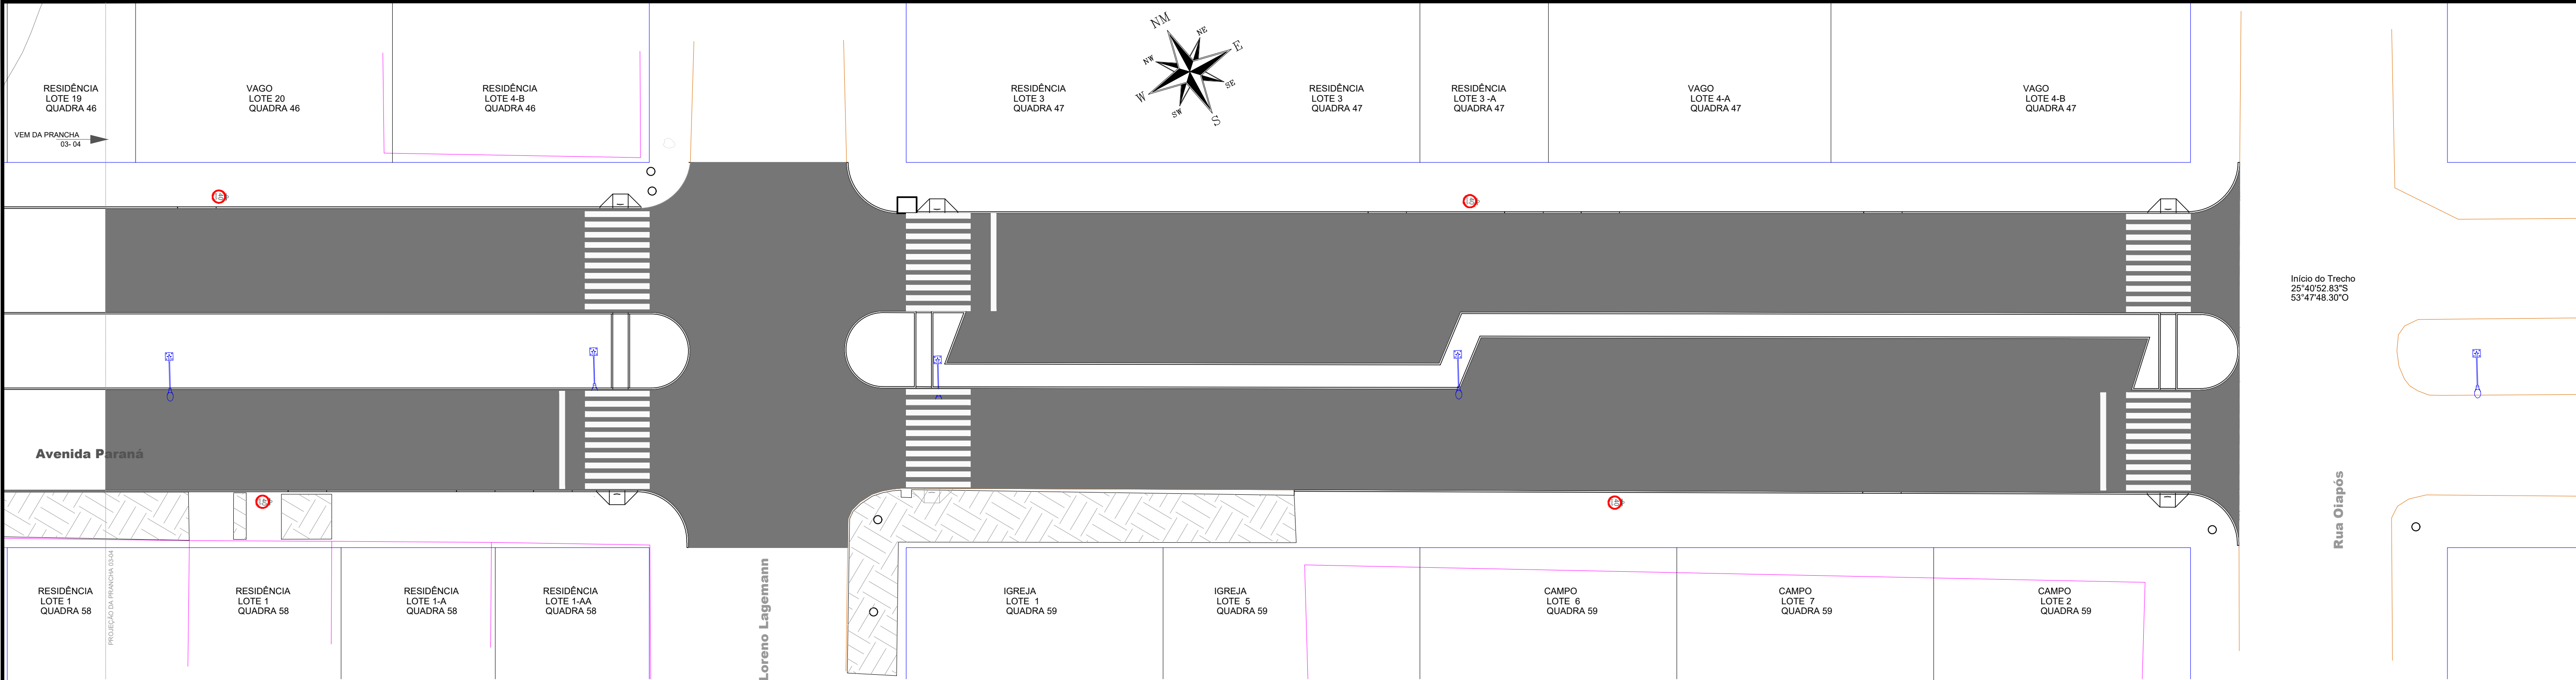 RESIDÊNCIA
LOTE 19
QUADRA 46
VAGO
LOTE 20
QUADRA 46
RESIDÊNCIA
LOTE 4-B
QUADRA 46
RESIDÊNCIA
LOTE 3
QUADRA 47
NM
NE
E
SE
S
SW
W
NW
RESIDÊNCIA
LOTE 3
QUADRA 47
RESIDÊNCIA
LOTE 3 -A
QUADRA 47
VAGO
LOTE 4-A
QUADRA 47
VAGO
LOTE 4-B
QUADRA 47
VEM DA PRANCHA
03- 04
Início do Trecho
25°40'52.83"S
53°47'48.30"O
Avenida Paraná
Rua Oiapós
PROJEÇÃO DA PRANCHA 03-04
Loreno Lagemann
RESIDÊNCIA
LOTE 1
QUADRA 58
RESIDÊNCIA
LOTE 1
QUADRA 58
RESIDÊNCIA
LOTE 1-A
QUADRA 58
RESIDÊNCIA
LOTE 1-AA
QUADRA 58
IGREJA
LOTE 1
QUADRA 59
IGREJA
LOTE 5
QUADRA 59
CAMPO
LOTE 6
QUADRA 59
CAMPO
LOTE 7
QUADRA 59
CAMPO
LOTE 2
QUADRA 59